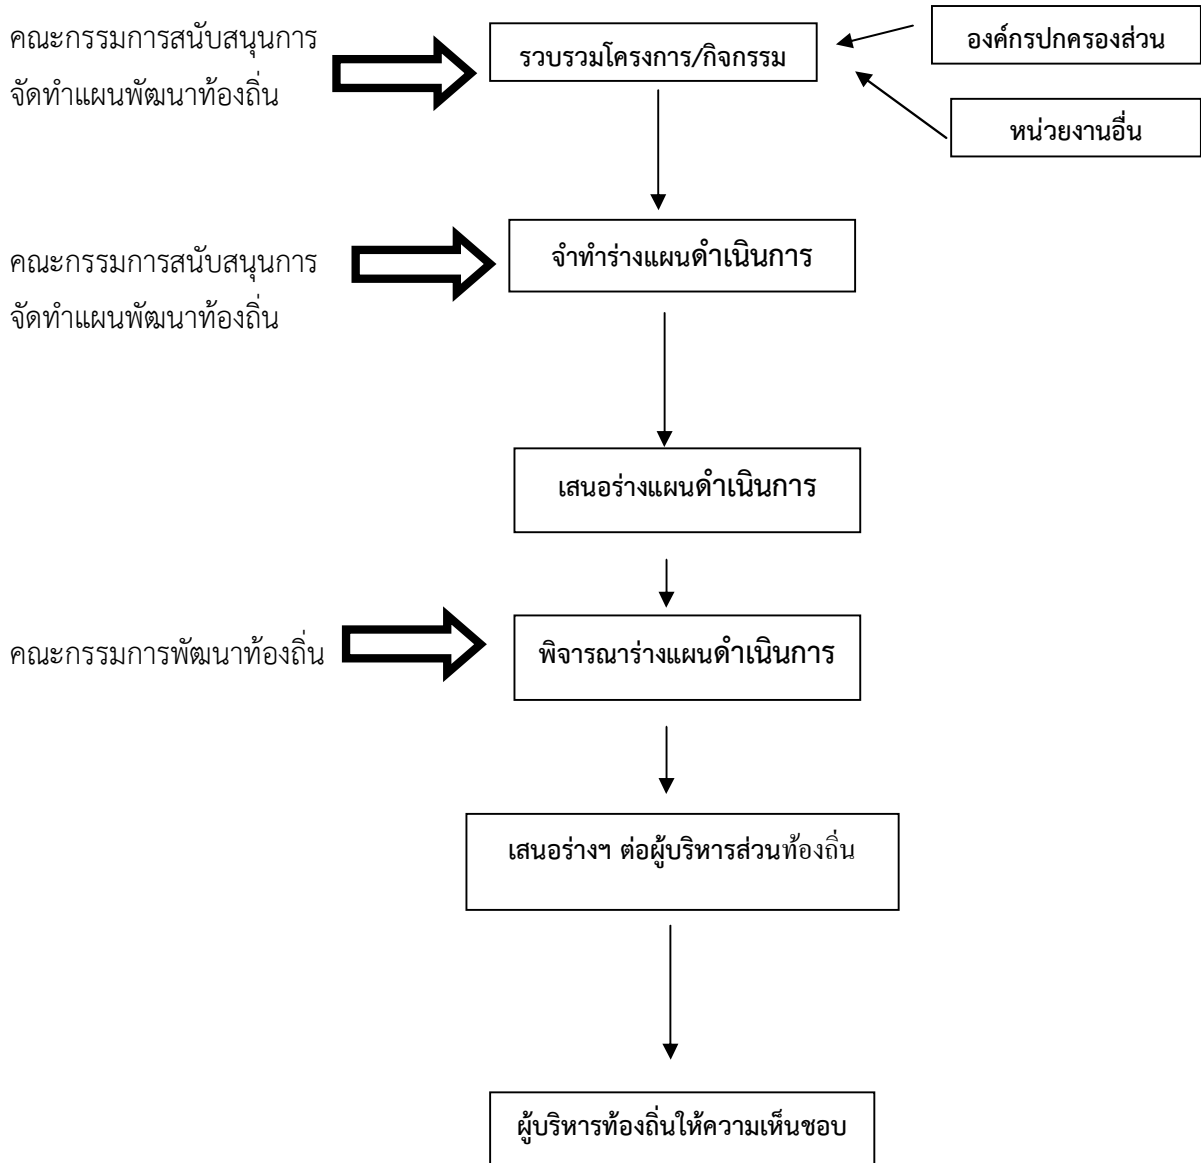 คณะกรรมการสนับสนุนการ
จัดทำแผนพัฒนาท้องถิ่น
รวบรวมโครงการ/กิจกรรม
องค์กรปกครองส่วน
หน่วยงานอื่น
คณะกรรมการสนับสนุนการ
จัดทำแผนพัฒนาท้องถิ่น
จำทำร่างแผนดำเนินการ
เสนอร่างแผนดำเนินการ
คณะกรรมการพัฒนาท้องถิ่น
พิจารณาร่างแผนดำเนินการ
เสนอร่างฯ ต่อผู้บริหารส่วนท้องถิ่น
ผู้บริหารท้องถิ่นให้ความเห็นชอบ